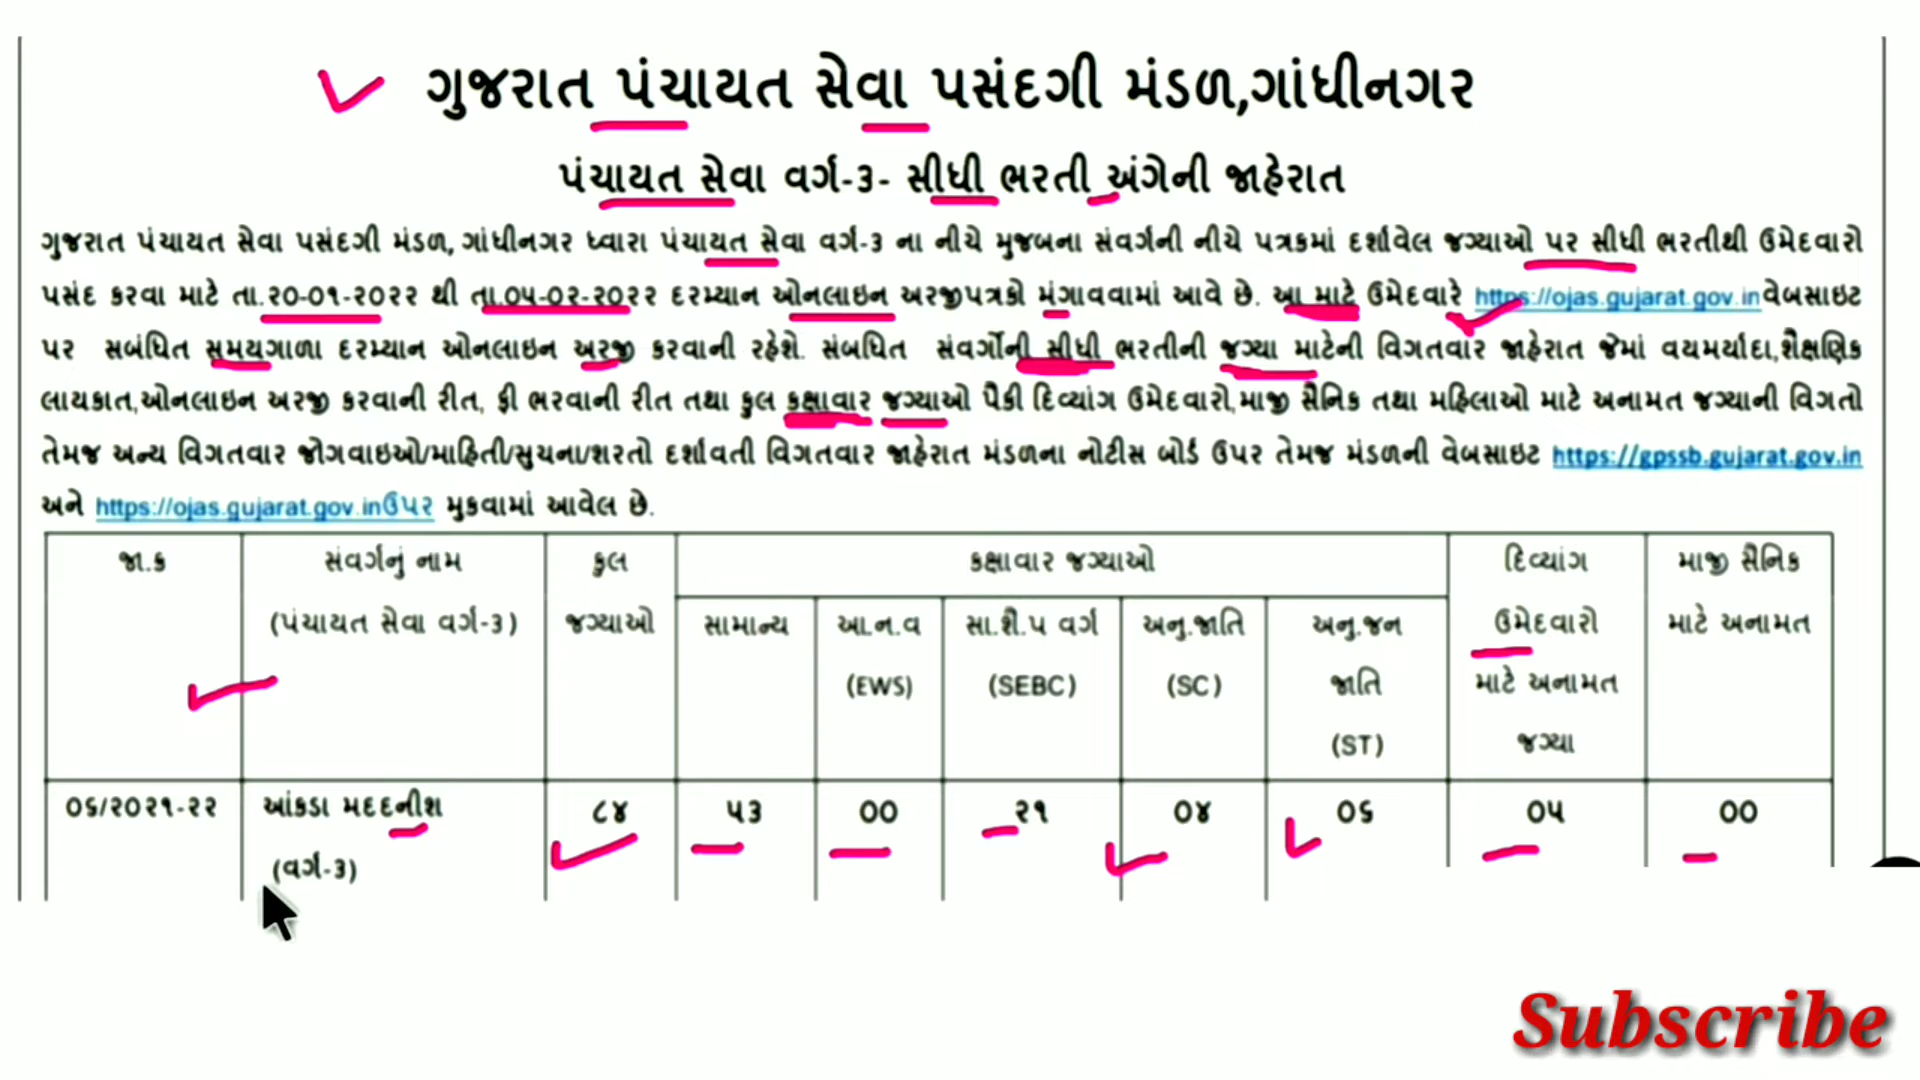 ગુજરાત પંચાયત સેવા પસંદગી મંડળ,ગાંધીનગર
પંચાયત સેવા વર્ગ-૩- સીધી ભરતી અંગેની જાહેરાત
ગુજરાત પંચાયત સેવા પસંદગી મંડળ, ગાંધીનગર ધ્વારા પંચાયત સેવા વર્ગ-૩ ના નીચે મુજબના સંવર્ગની નીચે પત્રકમાં દર્શાવેલ જગ્યાઓ પર સીધી ભરતીથી ઉમેદવારો
પસંદ કરવા માટે તા.૨૦-૦૧-૨૦૨૨ થી તા.૦૫-૦૨-૨૦૨૨ દરમ્યાન ઓનલાઇન અરજીપત્રકો મંગાવવામાં આવે છે. આ માટે ઉમેદવારે https://ojas.gujarat.gov.in વેબસાઇટ
પર સબંધિત સમયગાળા દરમ્યાન ઓનલાઇન અરજી કરવાની રહેશે. સંબધિત સંવર્ગોની સીધી ભરતીની જગ્યા માટેની વિગતવાર જાહેરાત જેમાં વયમર્યાદા,શૈક્ષણિક
લાયકાત,ઓનલાઇન અરજી કરવાની રીત, ફી ભરવાની રીત તથા કુલ કક્ષાવાર જગ્યાઓ પૈકી દિવ્યાંગ ઉમેદવારો,માજી સૈનિક તથા મહિલાઓ માટે અનામત જગ્યાની વિગતો
તેમજ અન્ય વિગતવાર જોગવાઇઓ/માહિતી/સુચના/શરતો દર્શાવતી વિગતવાર જાહેરાત મંડળના નોટીસ બોર્ડ ઉપર તેમજ મંડળની વેબસાઇટ https://gpssb.gujarat.gov.in
અને https://ojas.gujarat.gov.inઉપર મુકવામાં આવેલ છે.
જા.ક સંવર્ગનું નામ કુલ કક્ષાવાર જગ્યાઓ દિવ્યાંગ માજી સૈનિક
(પંચાયત સેવા વર્ગ-૩) જગ્યાઓ સામાન્ય આ.ન.વ સા.શૈ.પ વર્ગ અનુ.જાતિ અનુ.જન ઉમેદવારો માટે અનામત
(EWS) (SEBC) (SC) જાતિ માટે અનામત
(ST) જગ્યા
૦૬/૨૦૨૧-૨૨ આંકડા મદદનીશ ૮૪ ૫૩ ૦૦ ૨૧ ૦૪ ૦૬ ૦૫ ૦૦
(વર્ગ-૩)
Subscribe